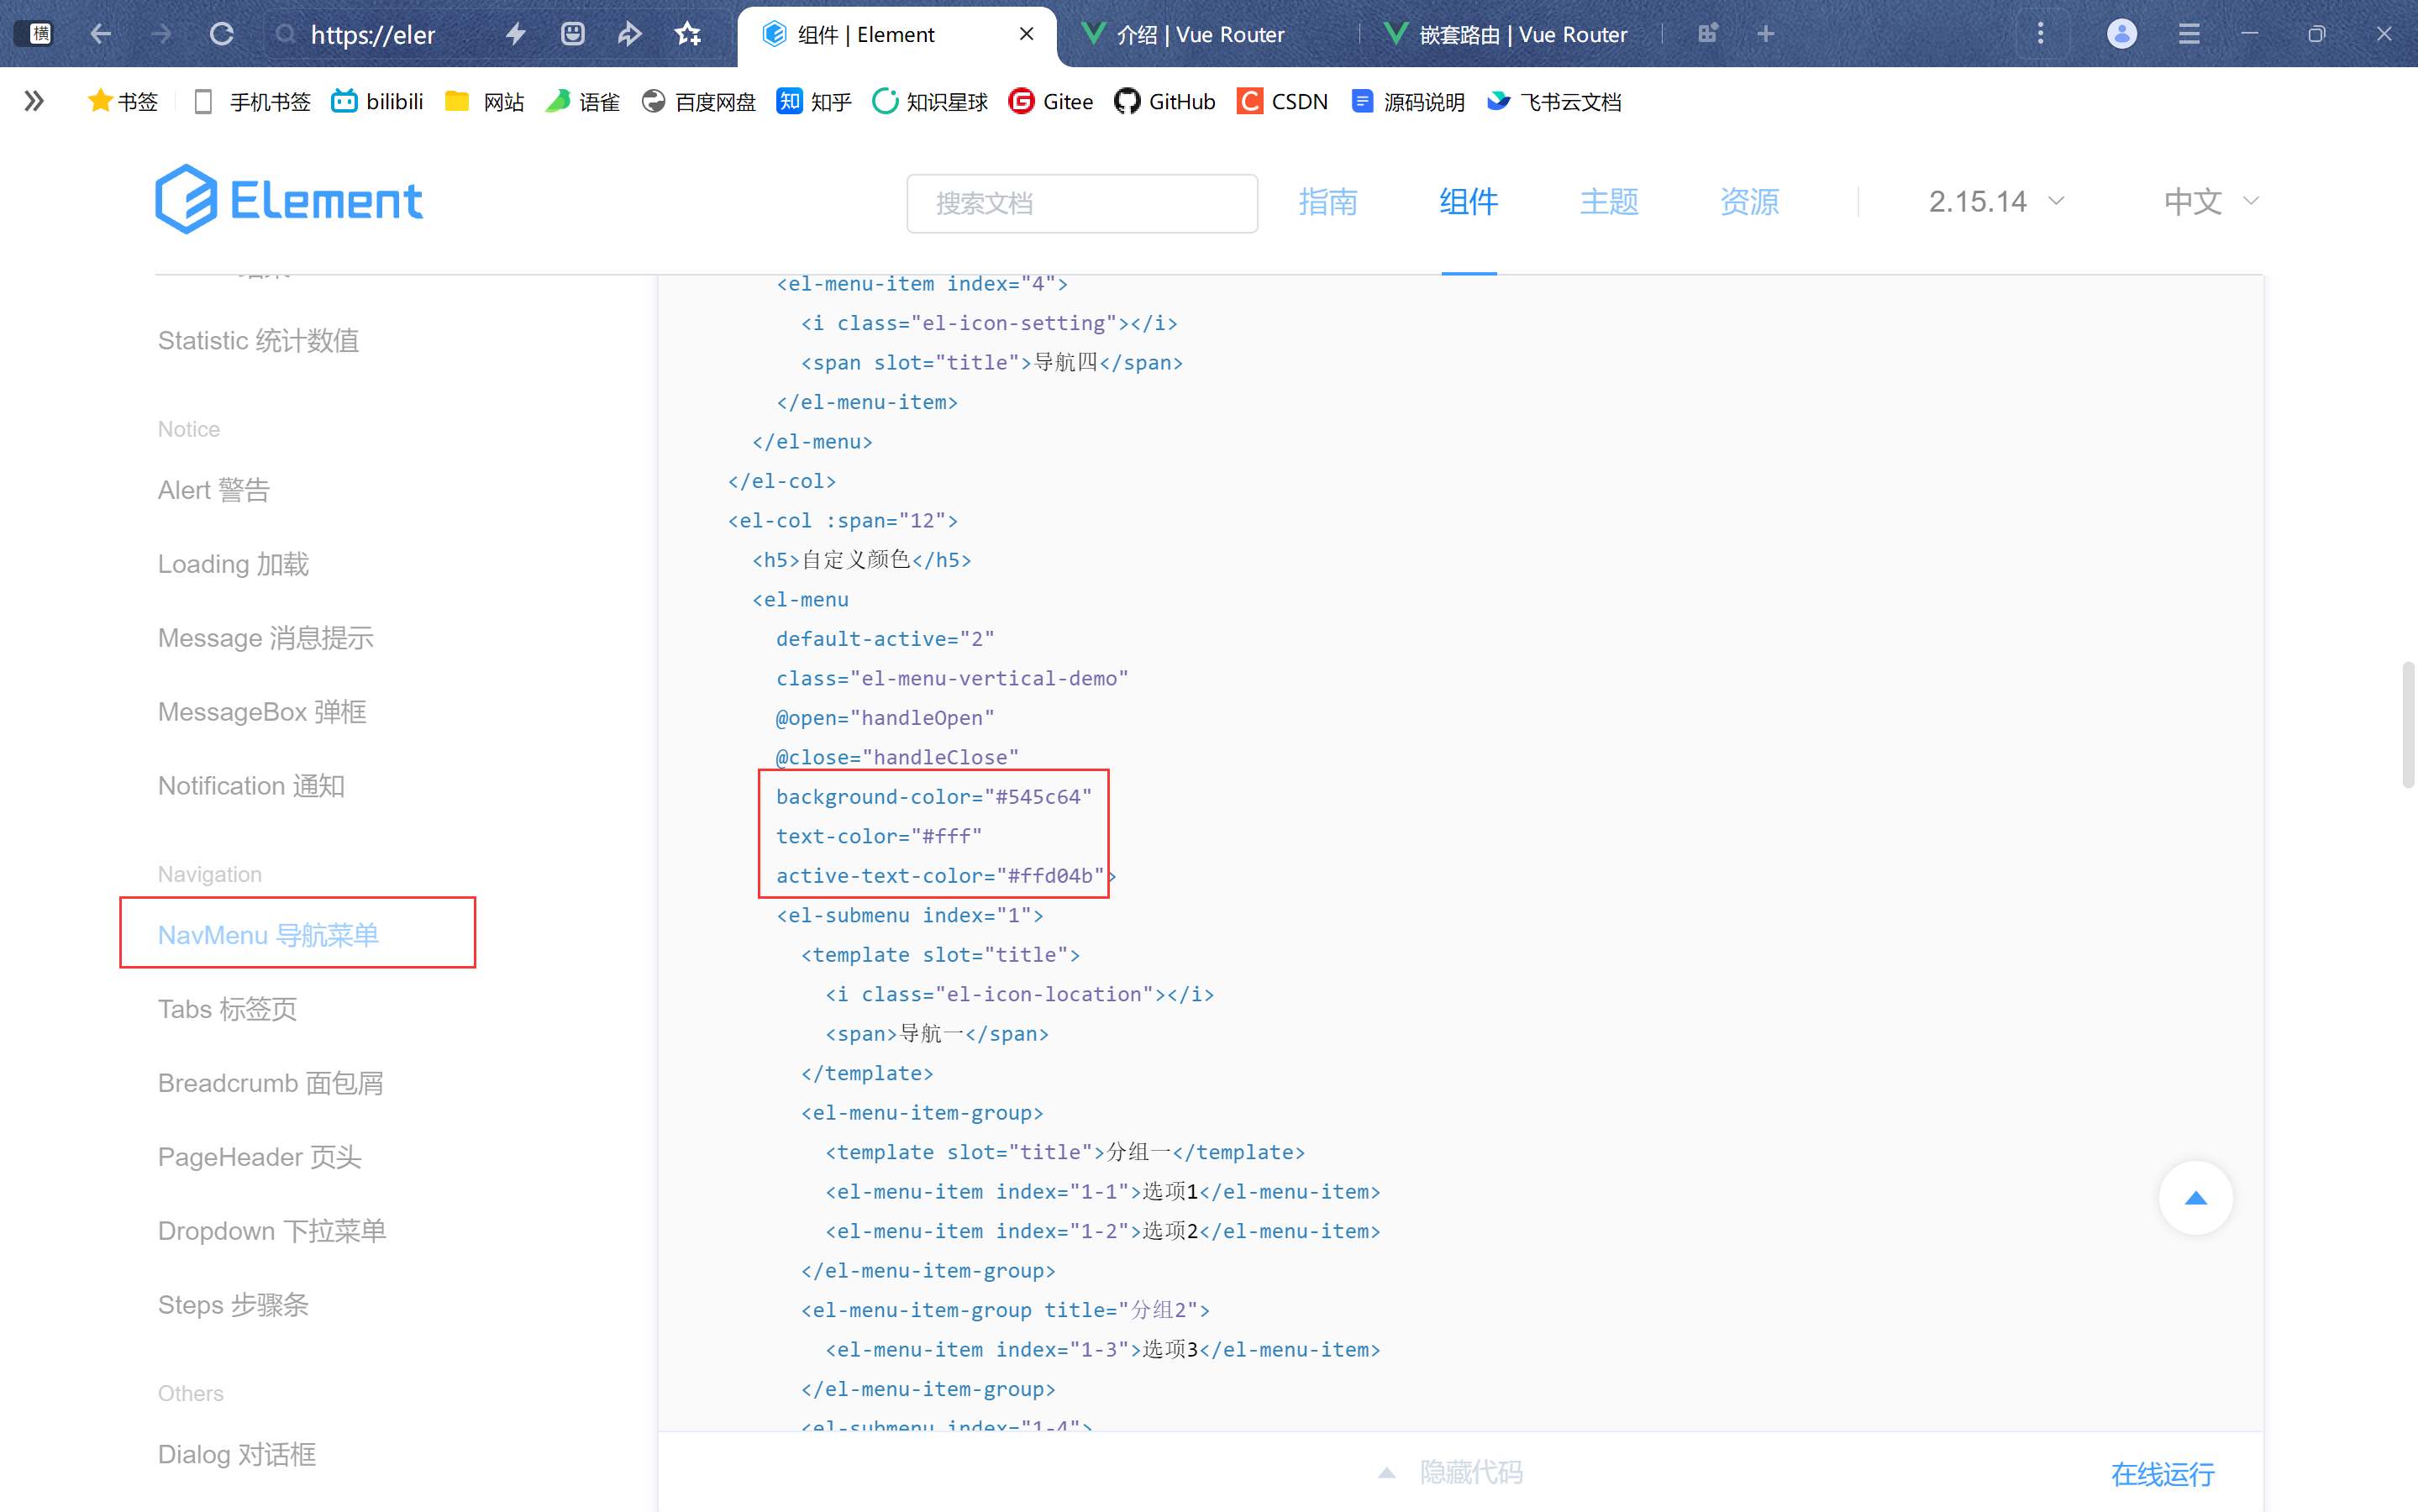 横
https://eler
组件 | Element
介绍 | Vue Router
嵌套路由 | Vue Router
书签
手机书签
bilibili
网站
语雀
百度网盘
知 知乎
知识星球
Gitee
GitHub
CSDN
源码说明
飞书云文档
Element
搜索文档
指南
组件
主题
资源
2.15.14
中文
Statistic 统计数值
Notice
Alert 警告
Loading 加载
Message 消息提示
MessageBox 弹框
Notification 通知
Navigation
NavMenu 导航菜单
Tabs 标签页
Breadcrumb 面包屑
PageHeader 页头
Dropdown 下拉菜单
Steps 步骤条
Others
Dialog 对话框
<el-menu-item index="4">
<i class="el-icon-setting"></i>
<span slot="title">导航四</span>
</el-menu-item>
</el-menu>
</el-col>
<el-col :span="12">
<h5>自定义颜色</h5>
<el-menu
default-active="2"
class="el-menu-vertical-demo"
@open="handleOpen"
@close="handleClose"
background-color="#545c64"
text-color="#fff"
active-text-color="#ffd04b">
<el-submenu index="1">
<template slot="title">
<i class="el-icon-location"></i>
<span>导航一</span>
</template>
<el-menu-item-group>
<template slot="title">分组一</template>
<el-menu-item index="1-1">选项1</el-menu-item>
<el-menu-item index="1-2">选项2</el-menu-item>
</el-menu-item-group>
<el-menu-item-group title="分组2">
<el-menu-item index="1-3">选项3</el-menu-item>
</el-menu-item-group>
<el-submenu index="1-4">
隐藏代码
在线运行